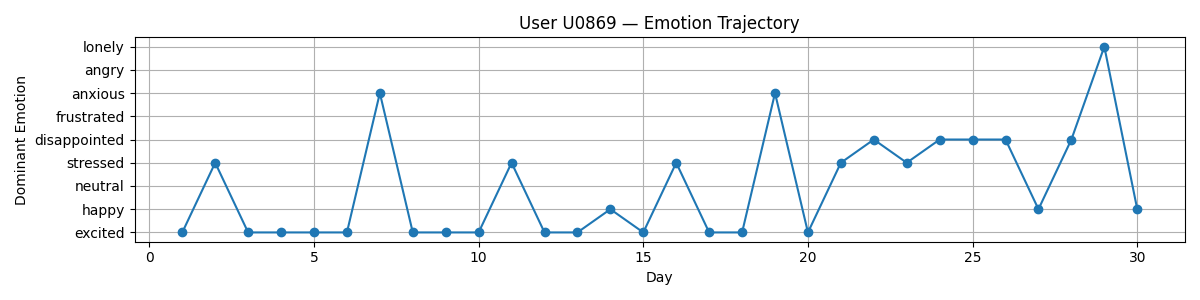 User U0869 — Emotion Trajectory
Dominant Emotion
lonely
angry
anxious
frustrated
disappointed
stressed
neutral
happy
excited
0 5 10 15 20 25 30
Day